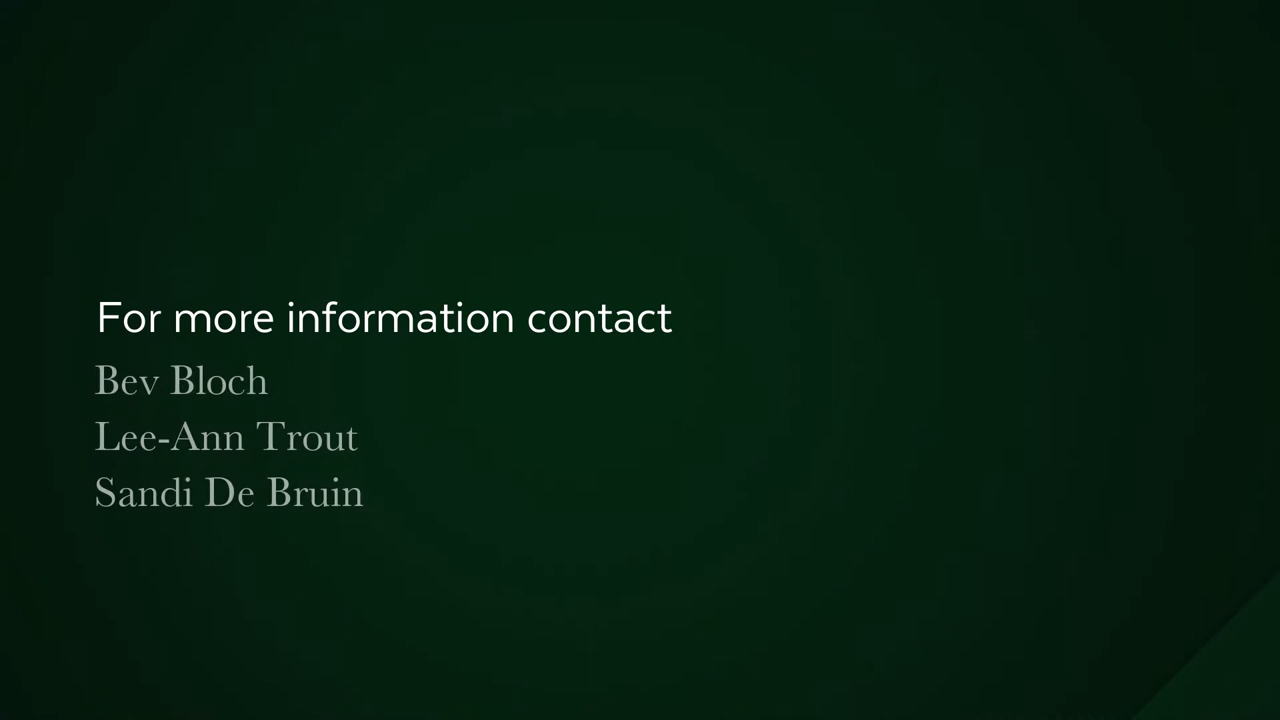 For more information contact
Bev Bloch
Lee-Ann Trout
Sandi De Bruin